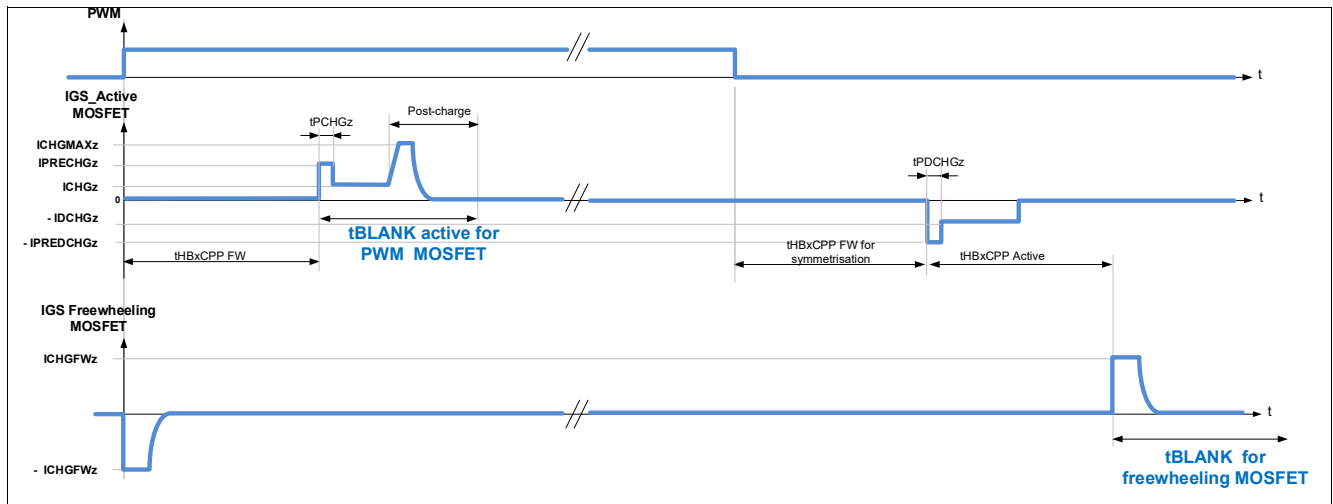 PWM
t
IGS_Active
MOSFET
tPCHGz
Post-charge
ICHGMAXz
IPRECHGz
ICHGz
0
- IDCHGz
- IPREDCHGz
t
tPDCHGz
tBLANK active for
PWM MOSFET
tHBxCPP FW
tHBxCPP FW for
symmetrisation
tHBxCPP Active
IGS Freewheeling
MOSFET
ICHGFWz
t
- ICHGFWz
tBLANK for
freewheeling MOSFET